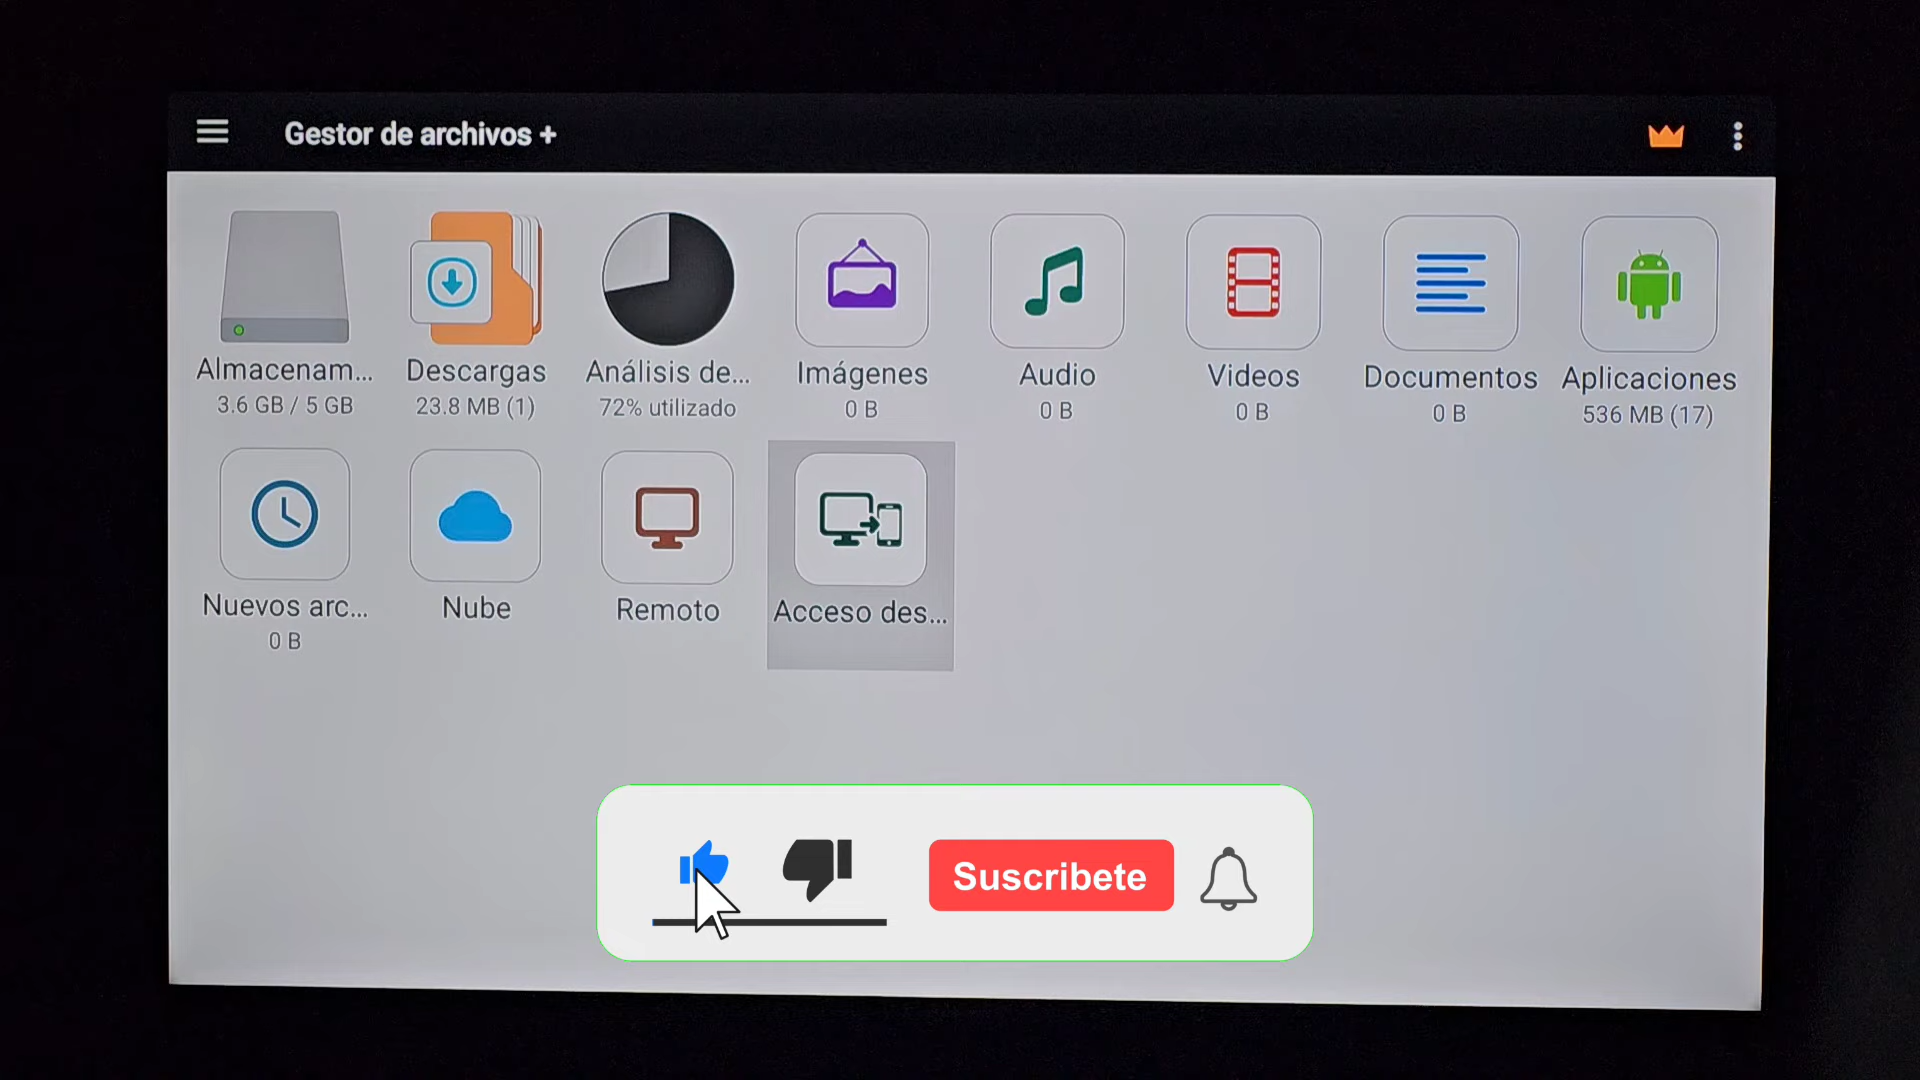 Gestor de archivos +
Almacenam...
3.6 GB / 5 GB
Descargas
23.8 MB (1)
Análisis de...
72% utilizado
Imágenes
0 B
Audio
0 B
Videos
0 B
Documentos
0 B
Aplicaciones
536 MB (17)
Nuevos arc...
0 B
Nube
Remoto
Acceso des...
Suscribete